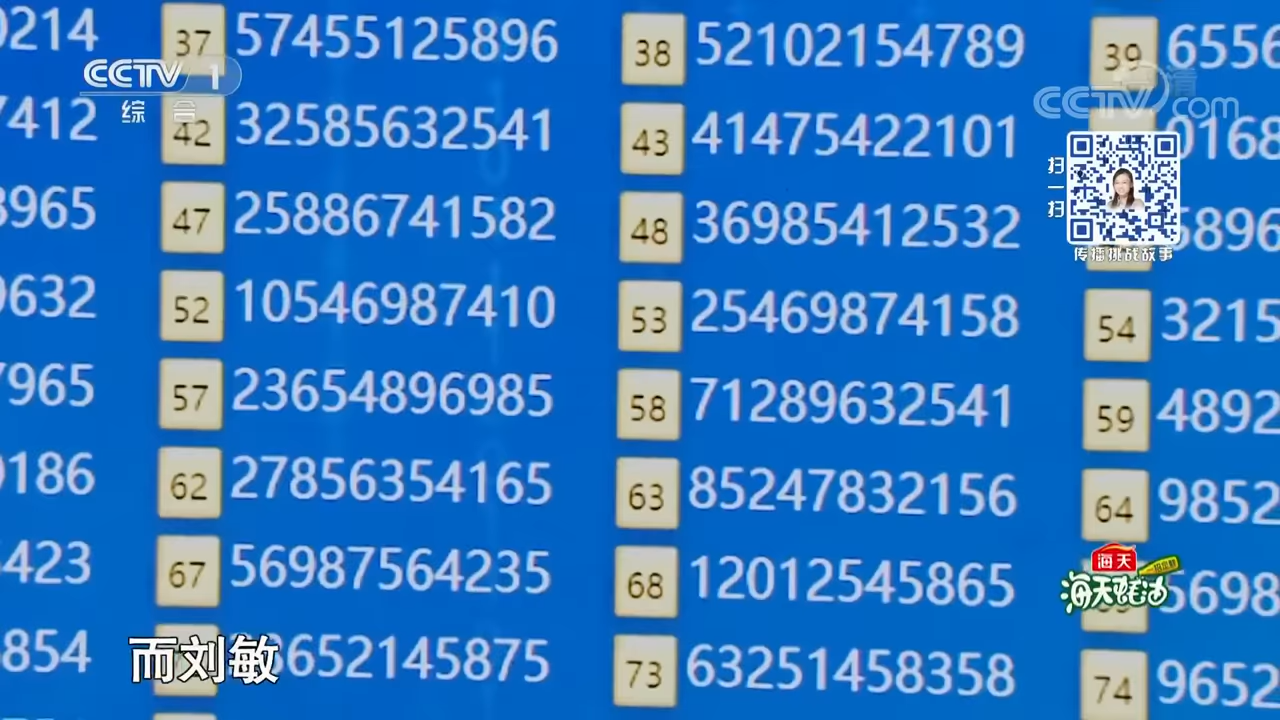 0214 37 57455125896 38 52102154789 39 6556
CCTV 1
综合
CCTV.com
7412 42 32585632541 43 41475422101 0168
扫一扫
8965 47 25886741582 48 36985412532 5896
传播挑战故事
9632 52 10546987410 53 25469874158 54 3215
7965 57 23654896985 58 71289632541 59 4892
0186 62 27856354165 63 85247832156 64 9852
423 67 56987564235 68 12012545865 5698
海天
海天蚝油
854 3652145875 73 63251458358 74 9652
而刘敏